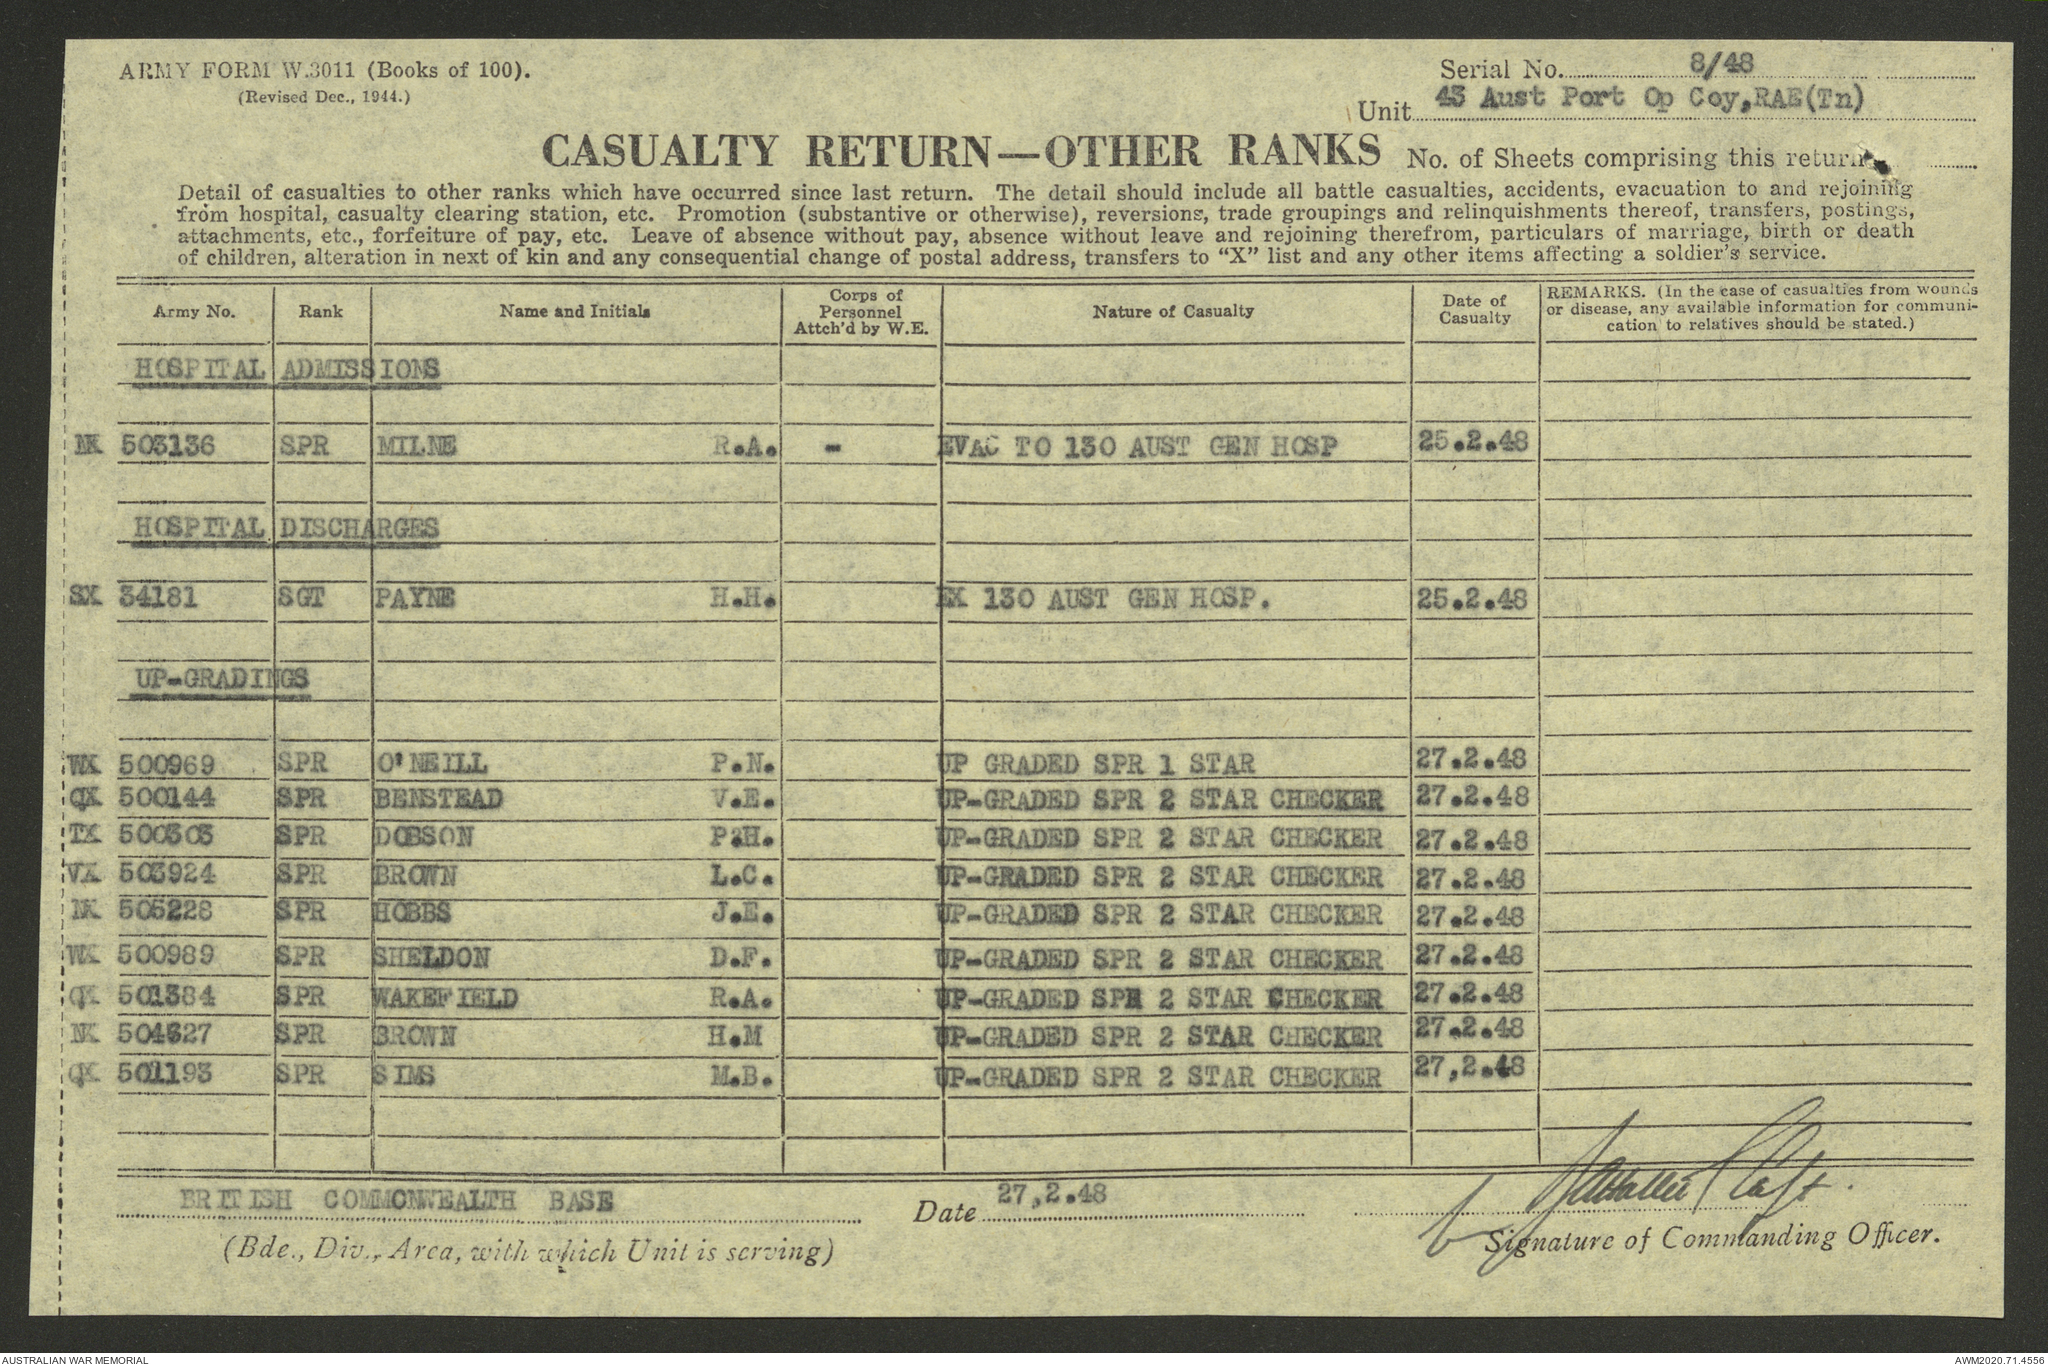 ARMY FORM W.3011 (Books of 100).
(Revised Dec., 1944.)
Serial No. 8/48
Unit 43 Aust Port Op Coy, RAE(Tn)
CASUALTY RETURN—OTHER RANKS
No. of Sheets comprising this return
Detail of casualties to other ranks which have occurred since last return. The detail should include all battle casualties, accidents, evacuation to and rejoining
from hospital, casualty clearing station, etc. Promotion (substantive or otherwise), reversions, trade groupings and relinquishments thereof, transfers, postings,
attachments, etc., forfeiture of pay, etc. Leave of absence without pay, absence without leave and rejoining therefrom, particulars of marriage, birth or death
of children, alteration in next of kin and any consequential change of postal address, transfers to "X" list and any other items affecting a soldier's service.
Army No. Rank Name and Initials Corps of Personnel Attch'd by W.E. Nature of Casualty Date of Casualty REMARKS. (In the case of casualties from wounds or disease, any available information for communi-cation to relatives should be stated.)
HOSPITAL ADMISSIONS
NX 503136 SPR MILNE R.A. - EVAC TO 130 AUST GEN HOSP 25.2.48
HOSPITAL DISCHARGES
SX 34181 SGT PAYNE H.H. EX 130 AUST GEN HOSP. 25.2.48
UP-GRADINGS
WX 500969 SPR O'NEILL P.N. UP GRADED SPR 1 STAR 27.2.48
QX 500144 SPR BENSTEAD V.E. UP-GRADED SPR 2 STAR CHECKER 27.2.48
TX 500303 SPR DOBSON P.H. UP-GRADED SPR 2 STAR CHECKER 27.2.48
VX 503924 SPR BROWN L.C. UP-GRADED SPR 2 STAR CHECKER 27.2.48
NX 505228 SPR HOBBS J.E. UP-GRADED SPR 2 STAR CHECKER 27.2.48
WX 500989 SPR SHELDON D.F. UP-GRADED SPR 2 STAR CHECKER 27.2.48
QX 501384 SPR WAKEFIELD R.A. UP-GRADED SPR 2 STAR CHECKER 27.2.48
NX SPR BROWN H.M UP-GRADED SPR 2 STAR CHECKER 27.2.48
QX 501193 SPR SIMS M.B. UP-GRADED SPR 2 STAR CHECKER 27,2.48
BRITISH COMMONWEALTH BASE
(Bde., Div., Area, with which Unit is serving)
Date 27,2.48
Signature of Commanding Officer.
AUSTRALIAN WAR MEMORIAL
AWM2020.71.4556